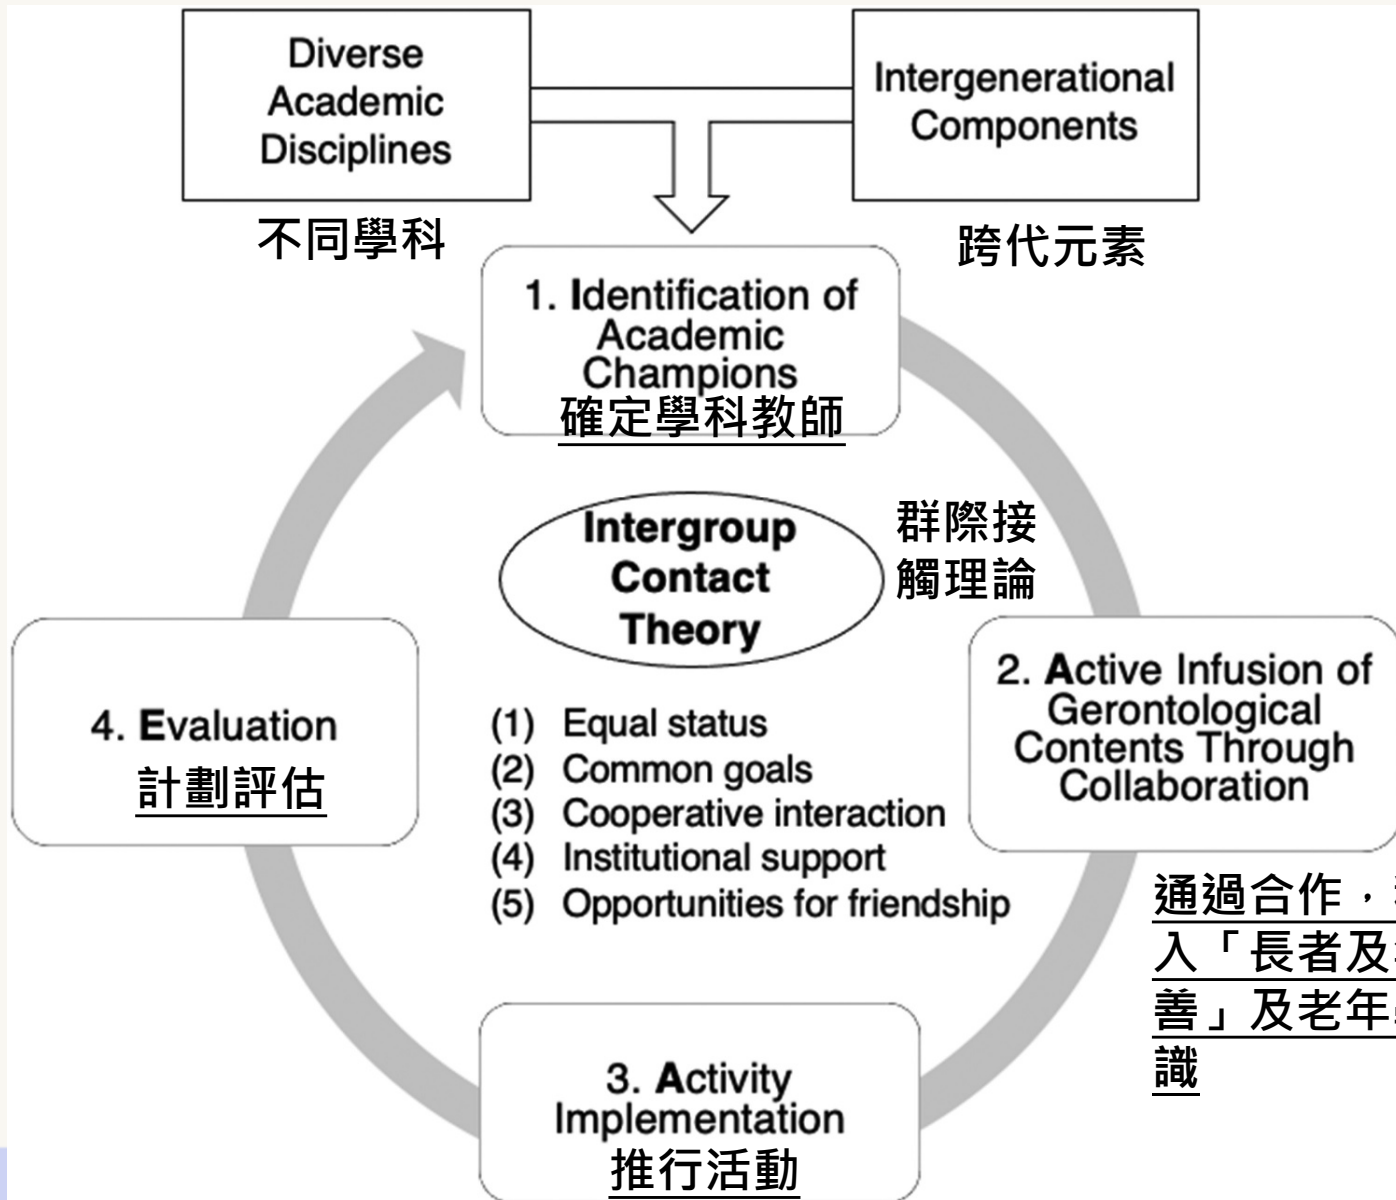 Diverse
Academic
Disciplines
不同學科
Intergenerational
Components
跨代元素
1. Identification of
Academic
Champions
確定學科教師
Intergroup
Contact
Theory
群際接
觸理論
(1) Equal status
(2) Common goals
(3) Cooperative interaction
(4) Institutional support
(5) Opportunities for friendship
2. Active Infusion of
Gerontological
Contents Through
Collaboration
通過合作，
入「長者及
善」及老年
識
3. Activity
Implementation
推行活動
4. Evaluation
計劃評估